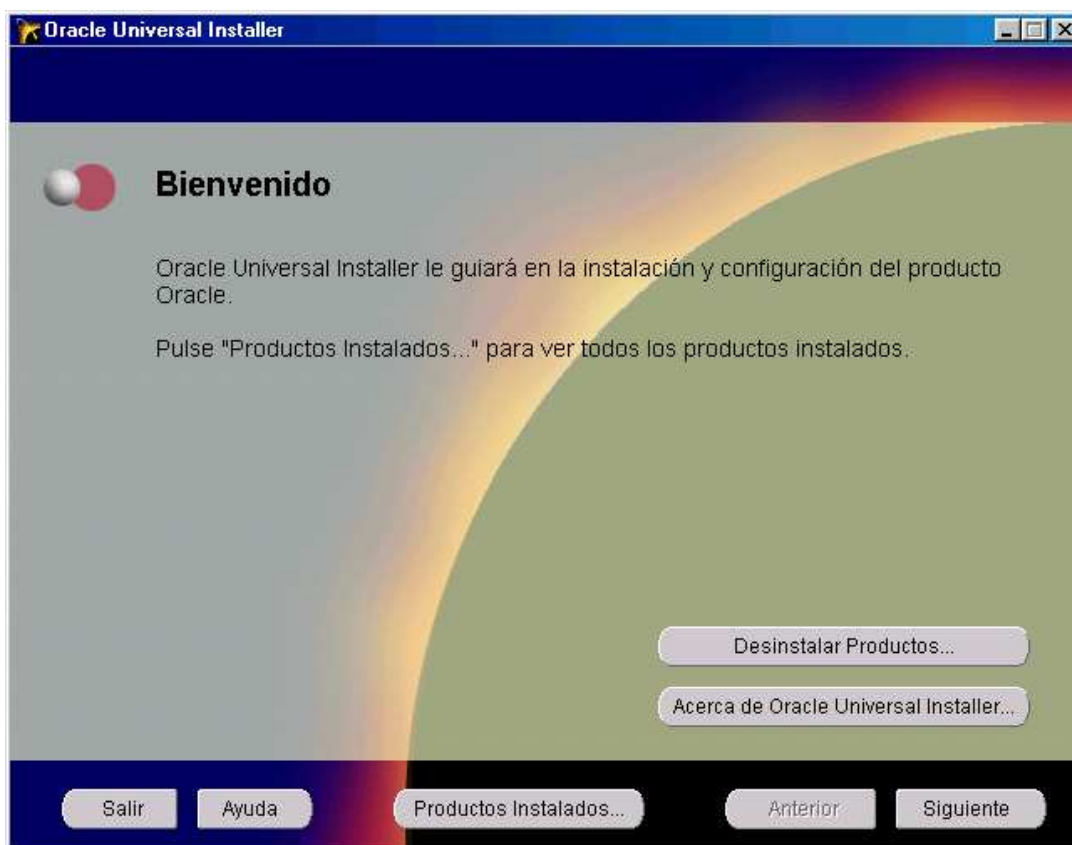 Oracle Universal Installer
Bienvenido
Oracle Universal Installer le guiará en la instalación y configuración del producto
Oracle.
Pulse "Productos Instalados..." para ver todos los productos instalados.
Desinstalar Productos...
Acerca de Oracle Universal Installer...
Salir
Ayuda
Productos Instalados...
Anterior
Siguiente